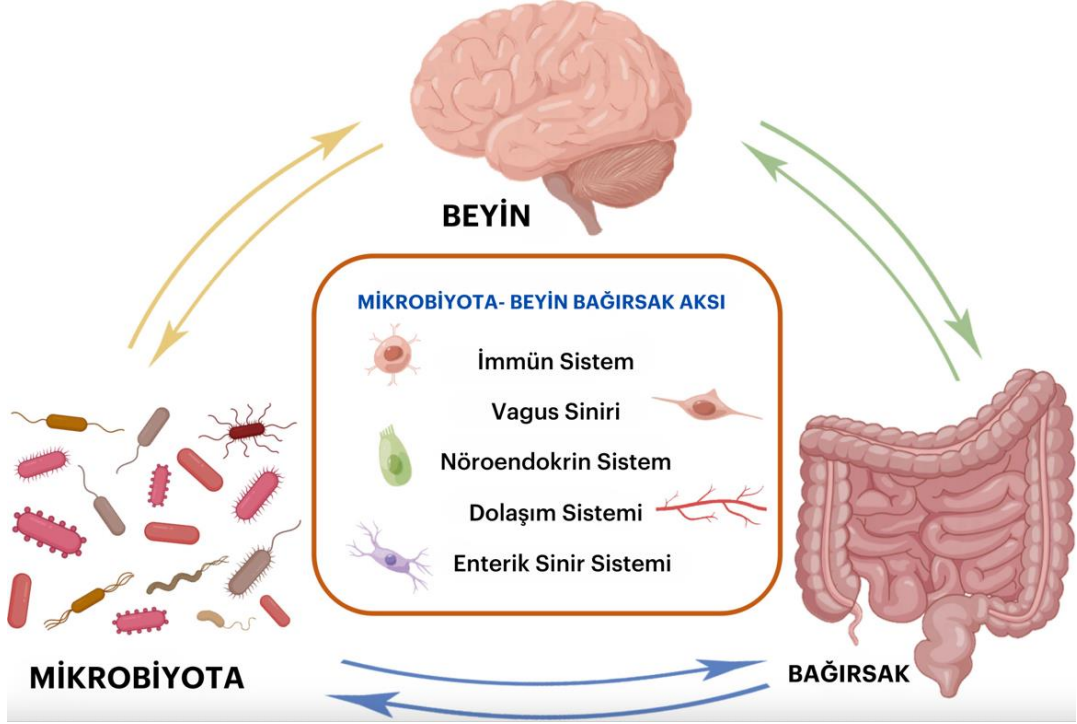 BEYİN
MİKROBİYOTA- BEYİN BAĞIRSAK AKSI
İmmün Sistem
Vagus Siniri
Nöroendokrin Sistem
Dolaşım Sistemi
Enterik Sinir Sistemi
MİKROBİYOTA
BAĞIRSAK